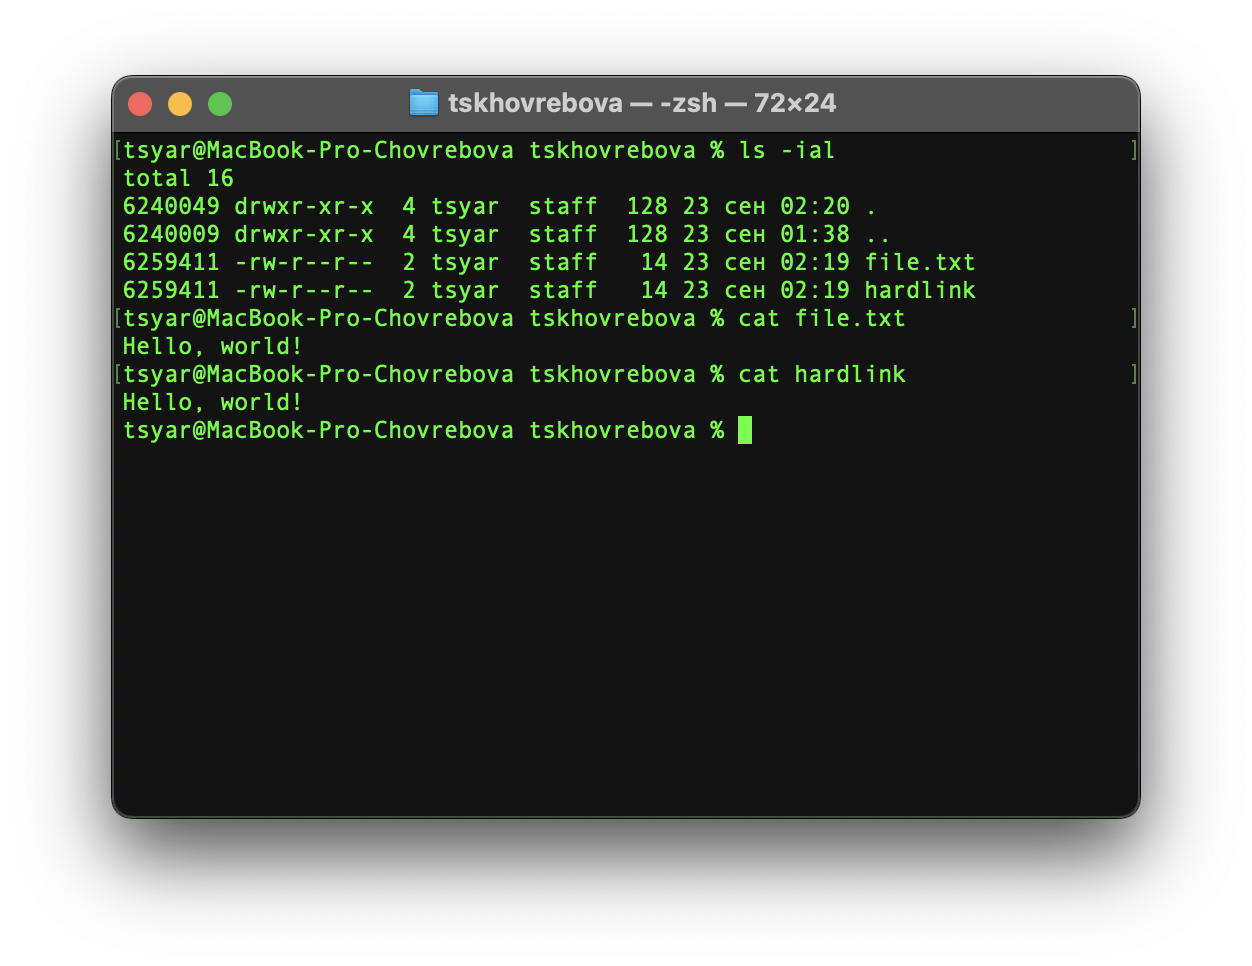 tskhovrebova — -zsh — 72×24
[tsyar@MacBook-Pro-Chovrebova tskhovrebova % ls -ial ]
total 16
6240049 drwxr-xr-x  4 tsyar  staff  128 23 сен 02:20 .
6240009 drwxr-xr-x  4 tsyar  staff  128 23 сен 01:38 ..
6259411 -rw-r--r--  2 tsyar  staff   14 23 сен 02:19 file.txt
6259411 -rw-r--r--  2 tsyar  staff   14 23 сен 02:19 hardlink
[tsyar@MacBook-Pro-Chovrebova tskhovrebova % cat file.txt ]
Hello, world!
[tsyar@MacBook-Pro-Chovrebova tskhovrebova % cat hardlink ]
Hello, world!
tsyar@MacBook-Pro-Chovrebova tskhovrebova %